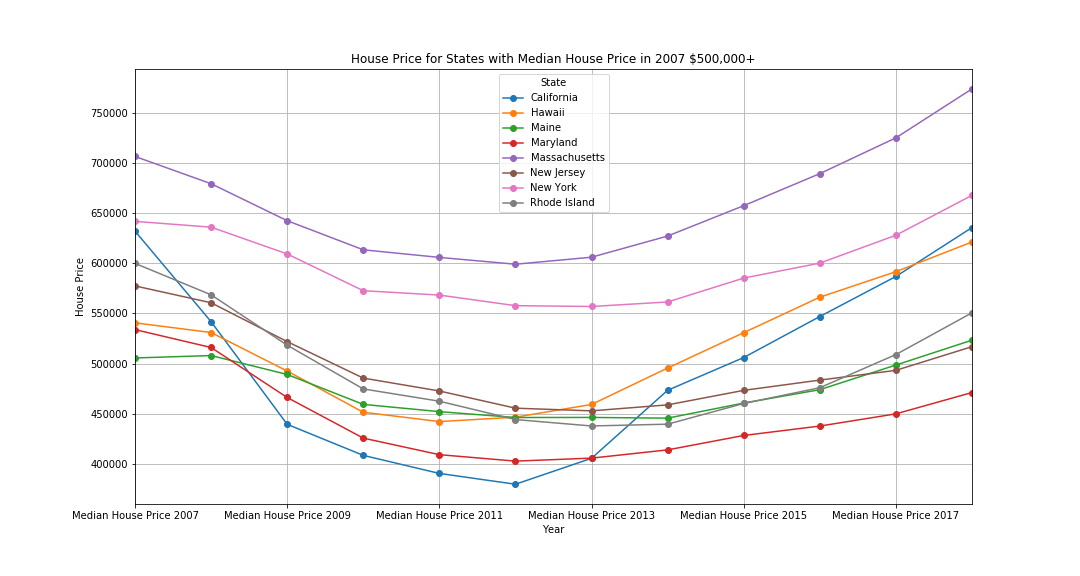 House Price for States with Median House Price in 2007 $500,000+
State
California
Hawaii
Maine
Maryland
Massachusetts
New Jersey
New York
Rhode Island
House Price
750000
700000
650000
600000
550000
500000
450000
400000
Median House Price 2007 Median House Price 2009 Median House Price 2011 Median House Price 2013 Median House Price 2015 Median House Price 2017
Year